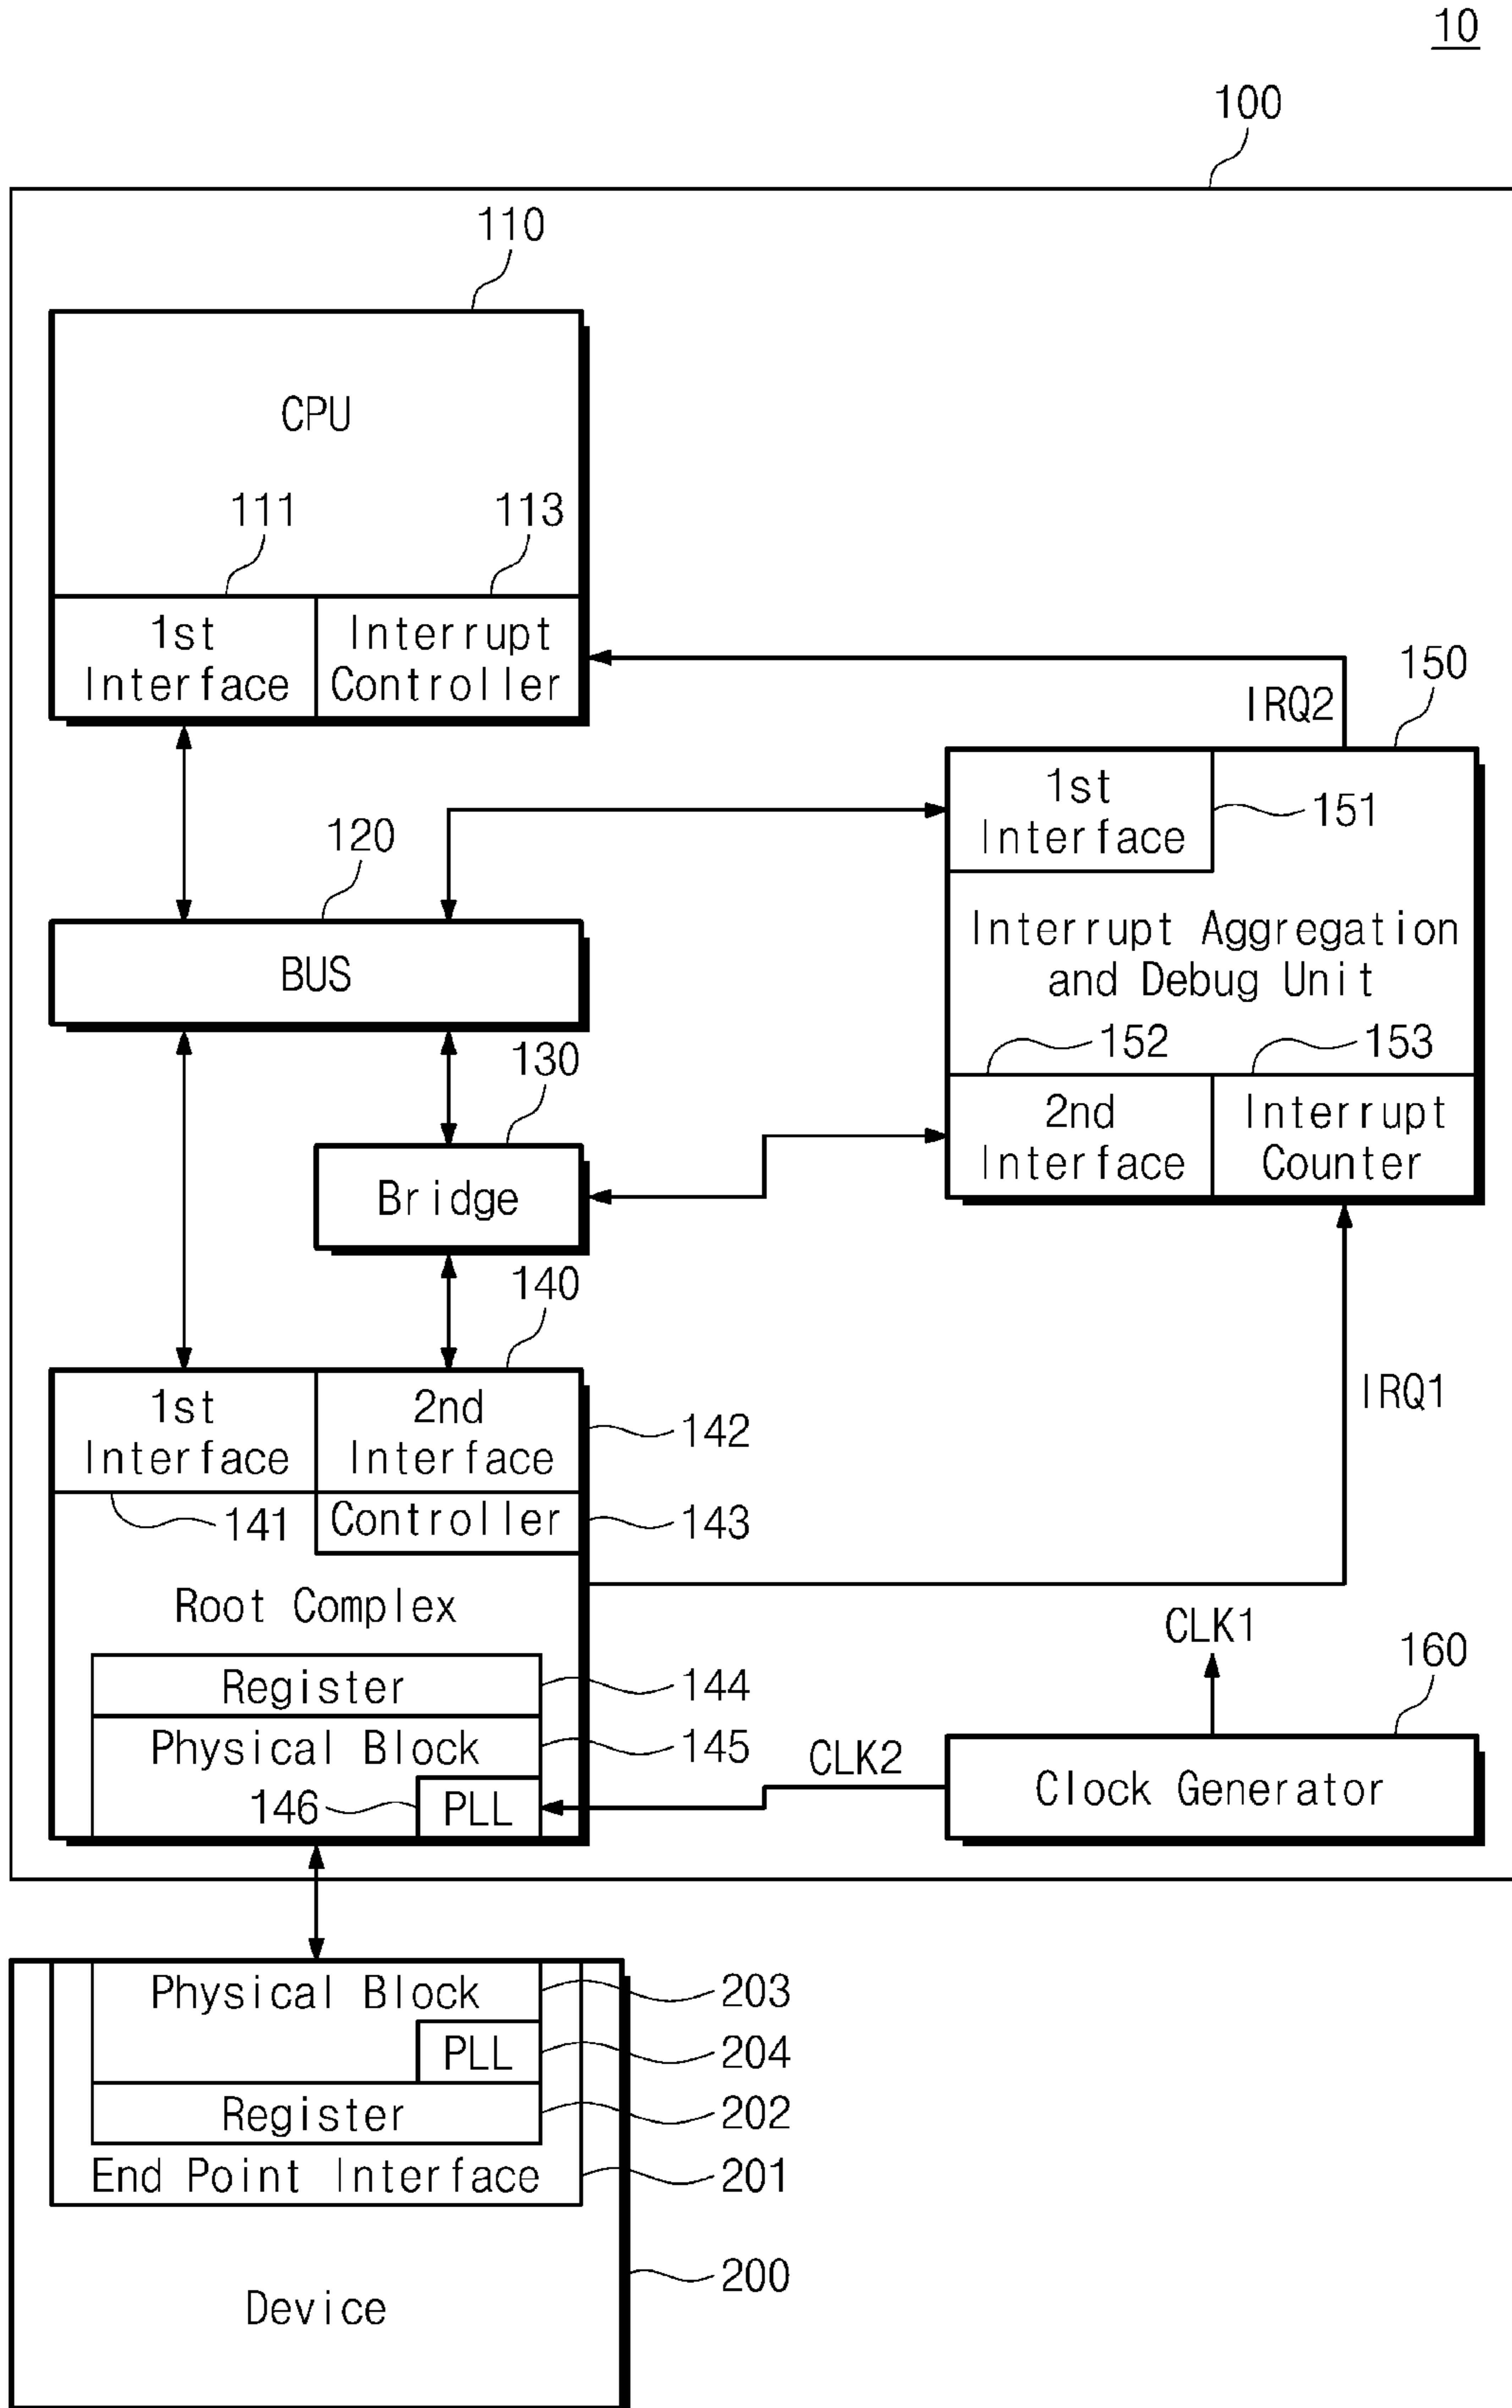 10
100
110
CPU
111
113
1st
Interface
Interrupt
Controller
IRQ2
150
1st
Interface
151
120
BUS
Interrupt Aggregation
and Debug Unit
152
153
130
2nd
Interface
Interrupt
Counter
Bridge
140
1st
Interface
2nd
Interface
142
IRQ1
141
Controller
143
Root Complex
CLK1
160
Register
144
Physical Block
145
CLK2
Clock Generator
146
PLL
Physical Block
203
PLL
204
Register
202
End Point Interface
201
200
Device